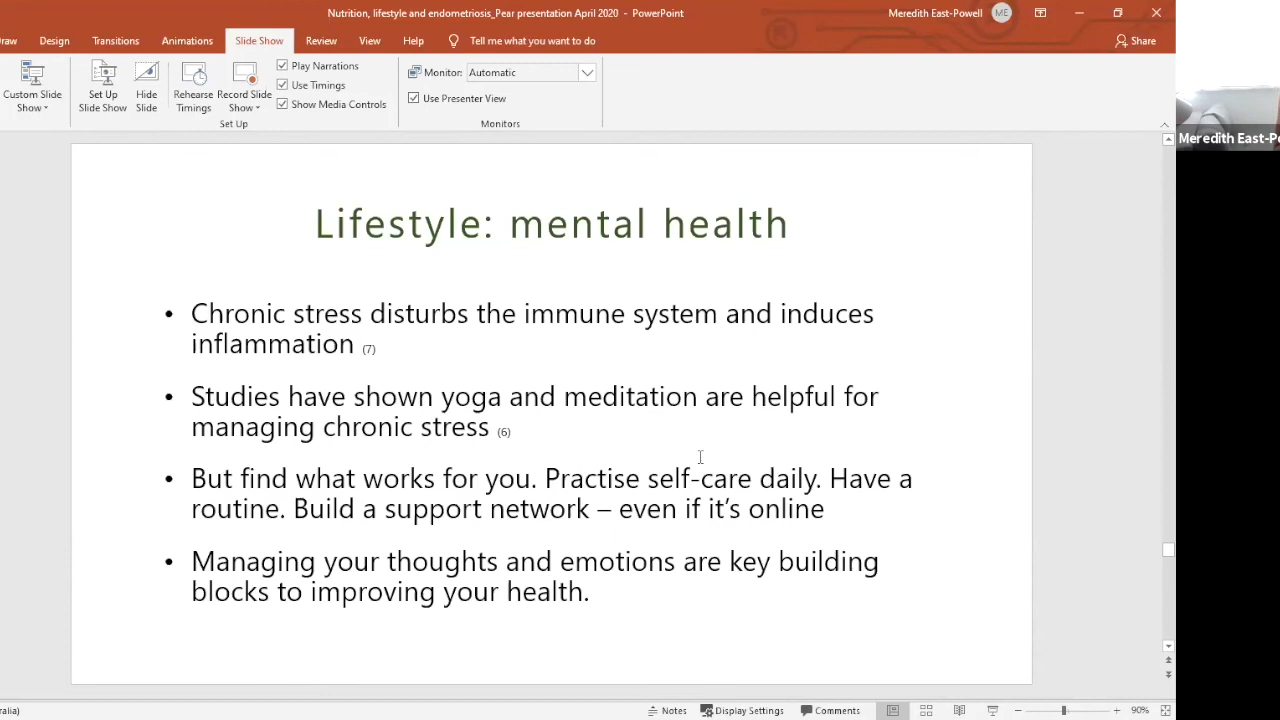 Nutrition, lifestyle and endometriosis_Pear presentation April 2020 - PowerPoint
Meredith East-Powell ME
raw Design Transitions Animations Slide Show Review View Help Tell me what you want to do
Share
Custom Slide
Show
Set Up
Slide Show
Hide
Slide
Rehearse
Timings
Record Slide
Show
Play Narrations
Use Timings
Show Media Controls
Set Up
Monitor: Automatic
Use Presenter View
Monitors
Meredith East-Po
Lifestyle: mental health
• Chronic stress disturbs the immune system and induces
inflammation (7)
• Studies have shown yoga and meditation are helpful for
managing chronic stress (6)
• But find what works for you. Practise self-care daily. Have a
routine. Build a support network – even if it’s online
• Managing your thoughts and emotions are key building
blocks to improving your health.
ralia) Notes Display Settings Comments 90%